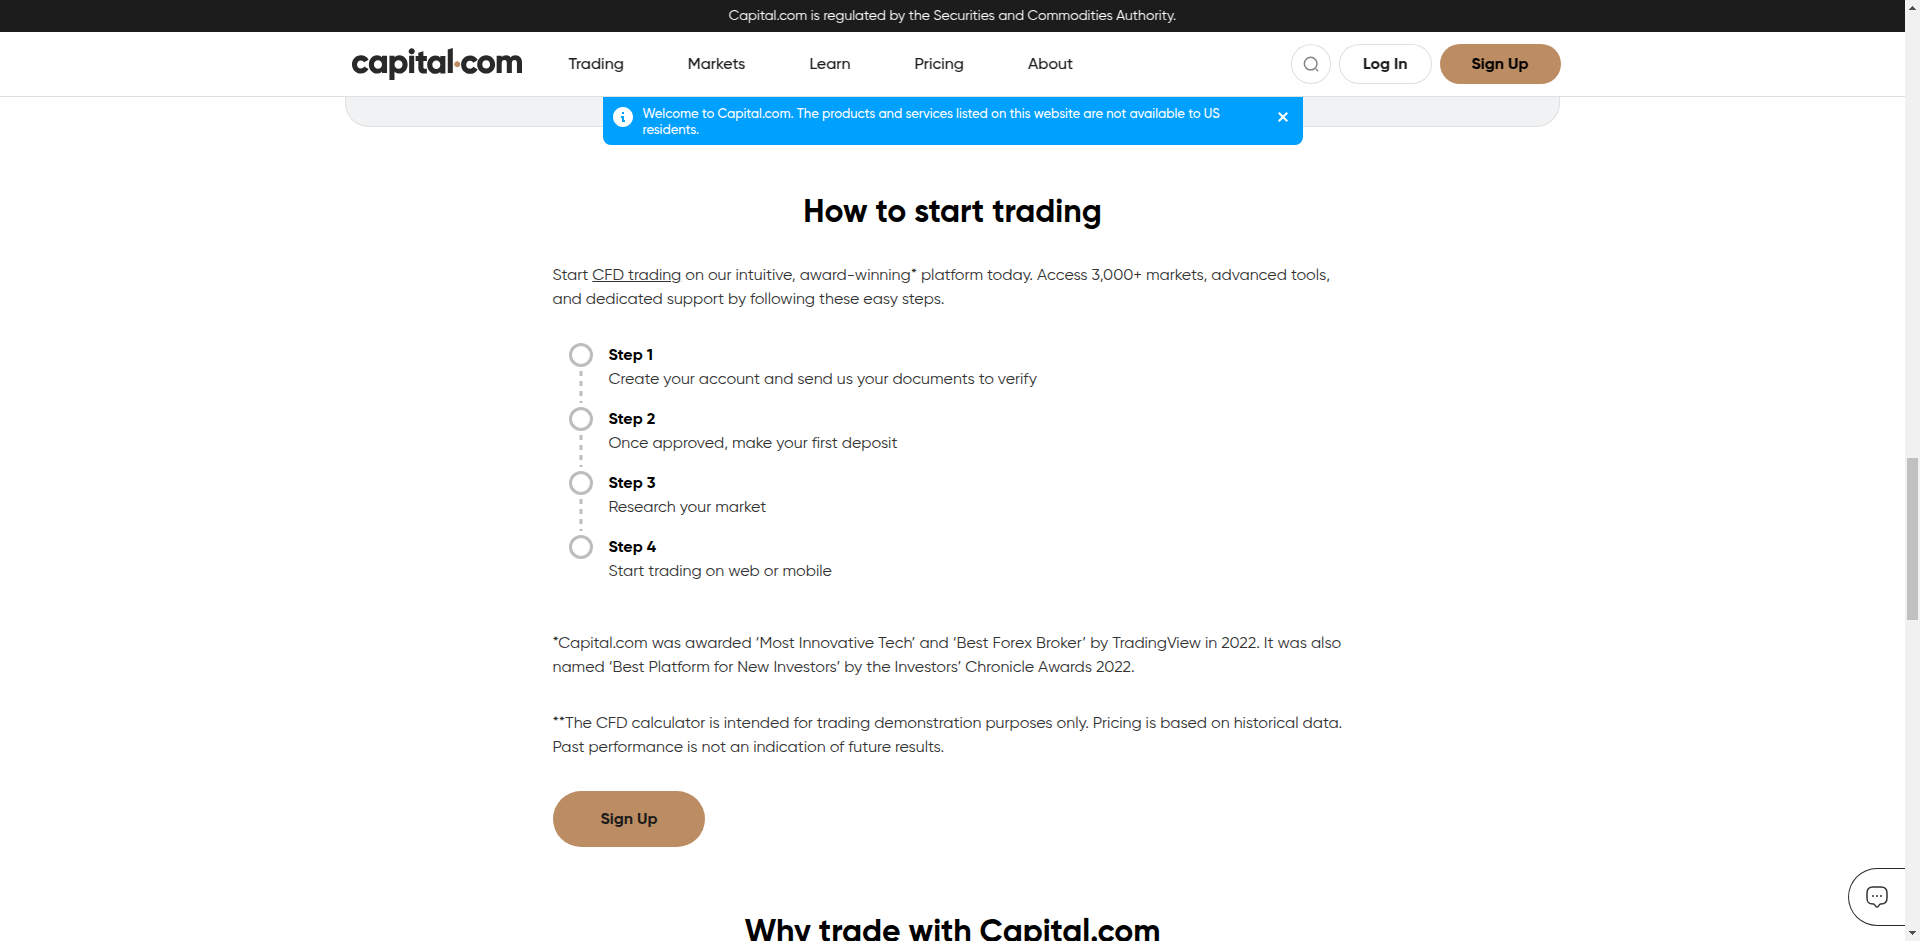 Capital.com is regulated by the Securities and Commodities Authority.
capital.com
Trading
Markets
Learn
Pricing
About
Log In
Sign Up
Welcome to Capital.com. The products and services listed on this website are not available to US
residents.
How to start trading
Start CFD trading on our intuitive, award-winning* platform today. Access 3,000+ markets, advanced tools,
and dedicated support by following these easy steps.
Step 1
Create your account and send us your documents to verify
Step 2
Once approved, make your first deposit
Step 3
Research your market
Step 4
Start trading on web or mobile
*Capital.com was awarded ‘Most Innovative Tech’ and ‘Best Forex Broker’ by TradingView in 2022. It was also
named ‘Best Platform for New Investors’ by the Investors’ Chronicle Awards 2022.
**The CFD calculator is intended for trading demonstration purposes only. Pricing is based on historical data.
Past performance is not an indication of future results.
Sign Up
Why trade with Capital.com